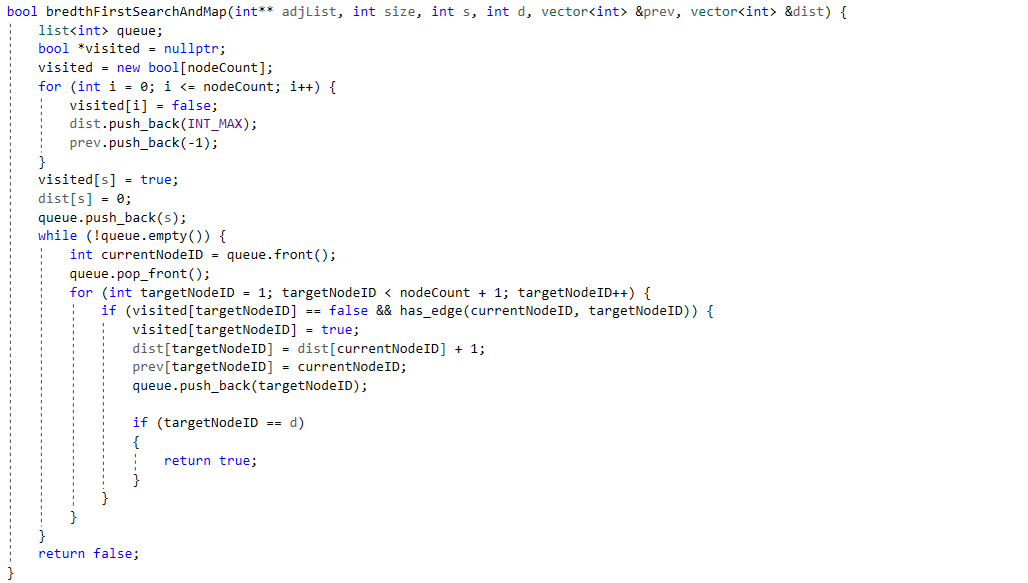 bool bredthFirstSearchAndMap(int** adjList, int size, int s, int d, vector<int> &prev, vector<int> &dist) {
    list<int> queue;
    bool *visited = nullptr;
    visited = new bool[nodeCount];
    for (int i = 0; i <= nodeCount; i++) {
        visited[i] = false;
        dist.push_back(INT_MAX);
        prev.push_back(-1);
    }
    visited[s] = true;
    dist[s] = 0;
    queue.push_back(s);
    while (!queue.empty()) {
        int currentNodeID = queue.front();
        queue.pop_front();
        for (int targetNodeID = 1; targetNodeID < nodeCount + 1; targetNodeID++) {
            if (visited[targetNodeID] == false && has_edge(currentNodeID, targetNodeID)) {
                visited[targetNodeID] = true;
                dist[targetNodeID] = dist[currentNodeID] + 1;
                prev[targetNodeID] = currentNodeID;
                queue.push_back(targetNodeID);

                if (targetNodeID == d)
                {
                    return true;
                }
            }
        }
    }
    return false;
}